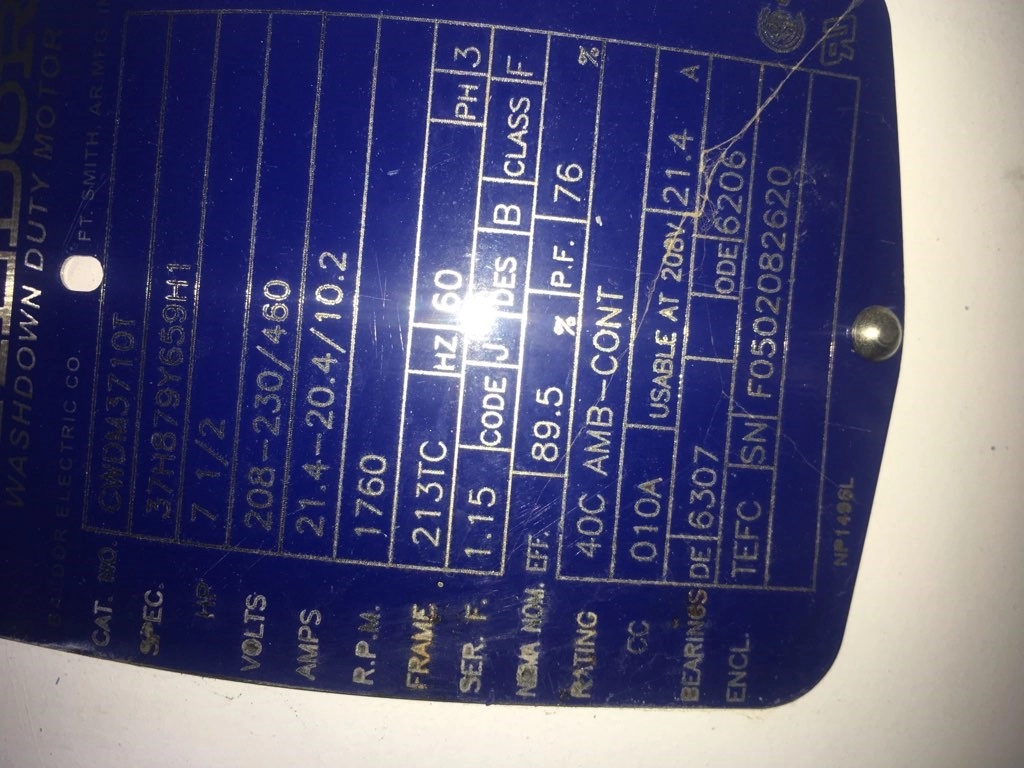 WASHDOWN DUTY MOTOR
BALDOR ELECTRIC CO. FT. SMITH, AR. MFG. IN
CAT. NO. CWDM3710T
SPEC. 37H879Y659H1
HP 7 1/2
VOLTS 208-230/460
AMPS 21.4-20.4/10.2
R.P.M. 1760
FRAME 213TC HZ 60 PH 3
SER. F. 1.15 CODE J DES B CLASS F
NEMA NOM. EFF. 89.5 % P.F. 76 %
RATING 40C AMB-CONT
CC 010A USABLE AT 208V 21.4 A
BEARINGS DE 6307 ODE 6206
ENCL. TEFC SN F0502082620
NP1496L